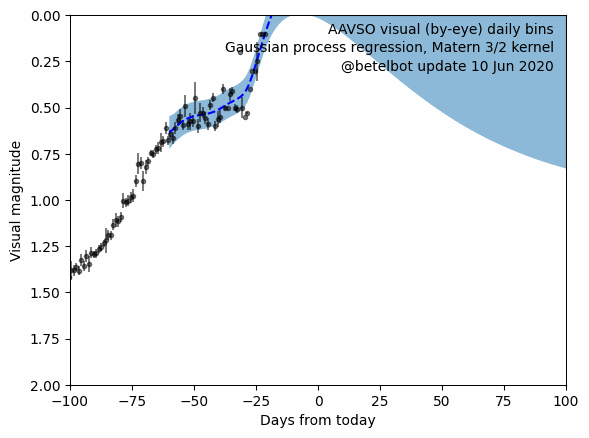 AAVSO visual (by-eye) daily bins
Gaussian process regression, Matern 3/2 kernel
@betelbot update 10 Jun 2020
0.00
0.25
0.50
0.75
1.00
1.25
1.50
1.75
2.00
Visual magnitude
−100 −75 −50 −25 0 25 50 75 100
Days from today